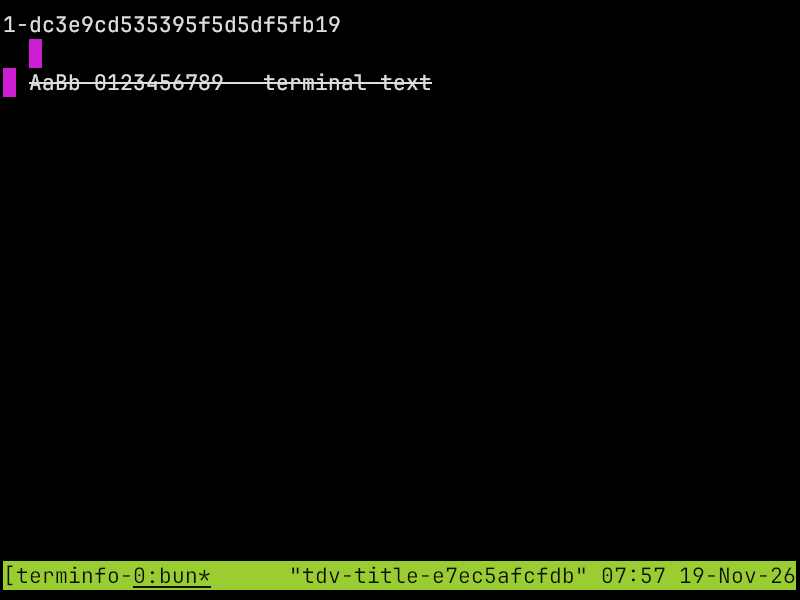 1-dc3e9cd535395f5d5df5fb19
AaBb 0123456789   terminal text
[terminfo-0:bun*      "tdv-title-e7ec5afcfdb" 07:57 19-Nov-26